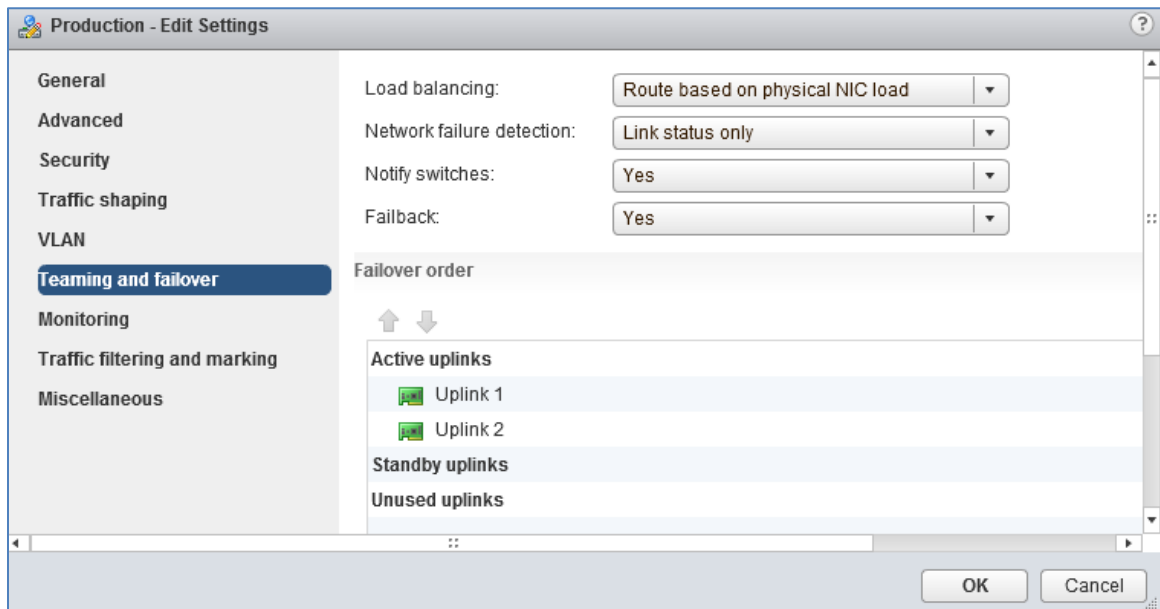 Production - Edit Settings
?
General
Advanced
Security
Traffic shaping
VLAN
Teaming and failover
Monitoring
Traffic filtering and marking
Miscellaneous
Load balancing: Route based on physical NIC load
Network failure detection: Link status only
Notify switches: Yes
Failback: Yes
Failover order
Active uplinks
Uplink 1
Uplink 2
Standby uplinks
Unused uplinks
OK Cancel